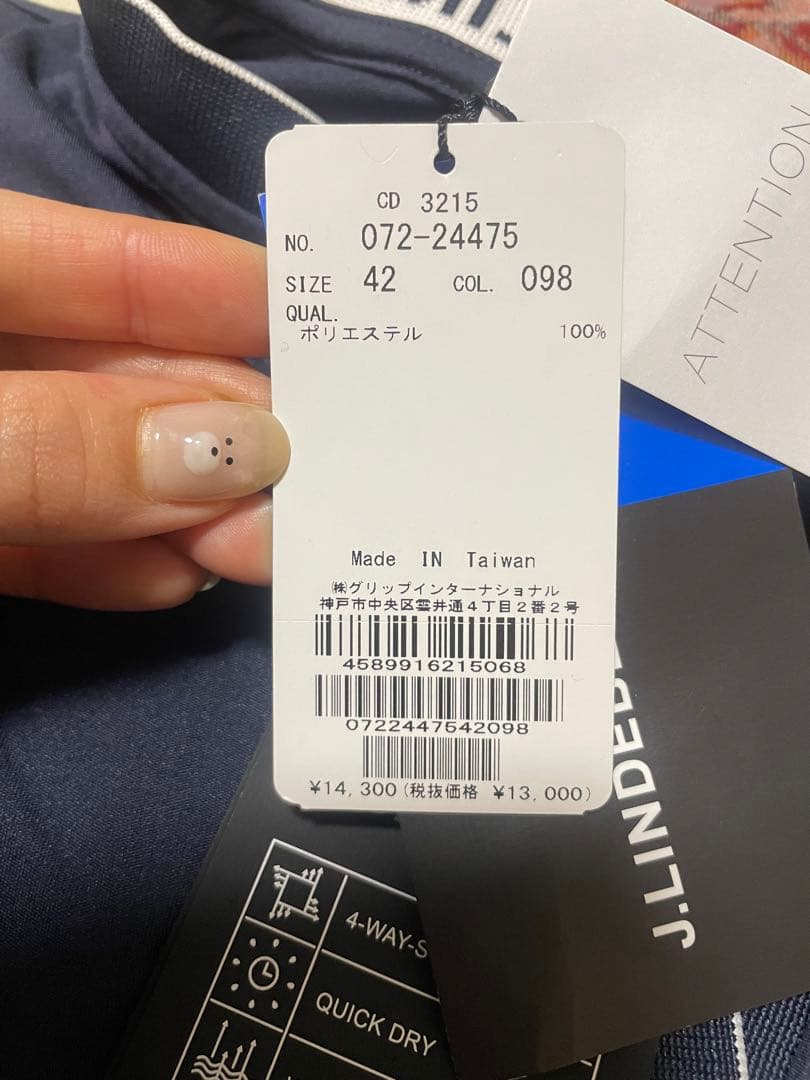 CD 3215
NO. 072-24475
SIZE 42 COL. 098
QUAL.
ポリエステル 100%
Made IN Taiwan
㈱グリップインターナショナル
神戸市中央区雲井通4丁目2番2号
4589916215068
0722447542098
¥14,300(税抜価格 ¥13,000)
ATTENTION
J.LINDEB
4-WAY-S
QUICK DRY